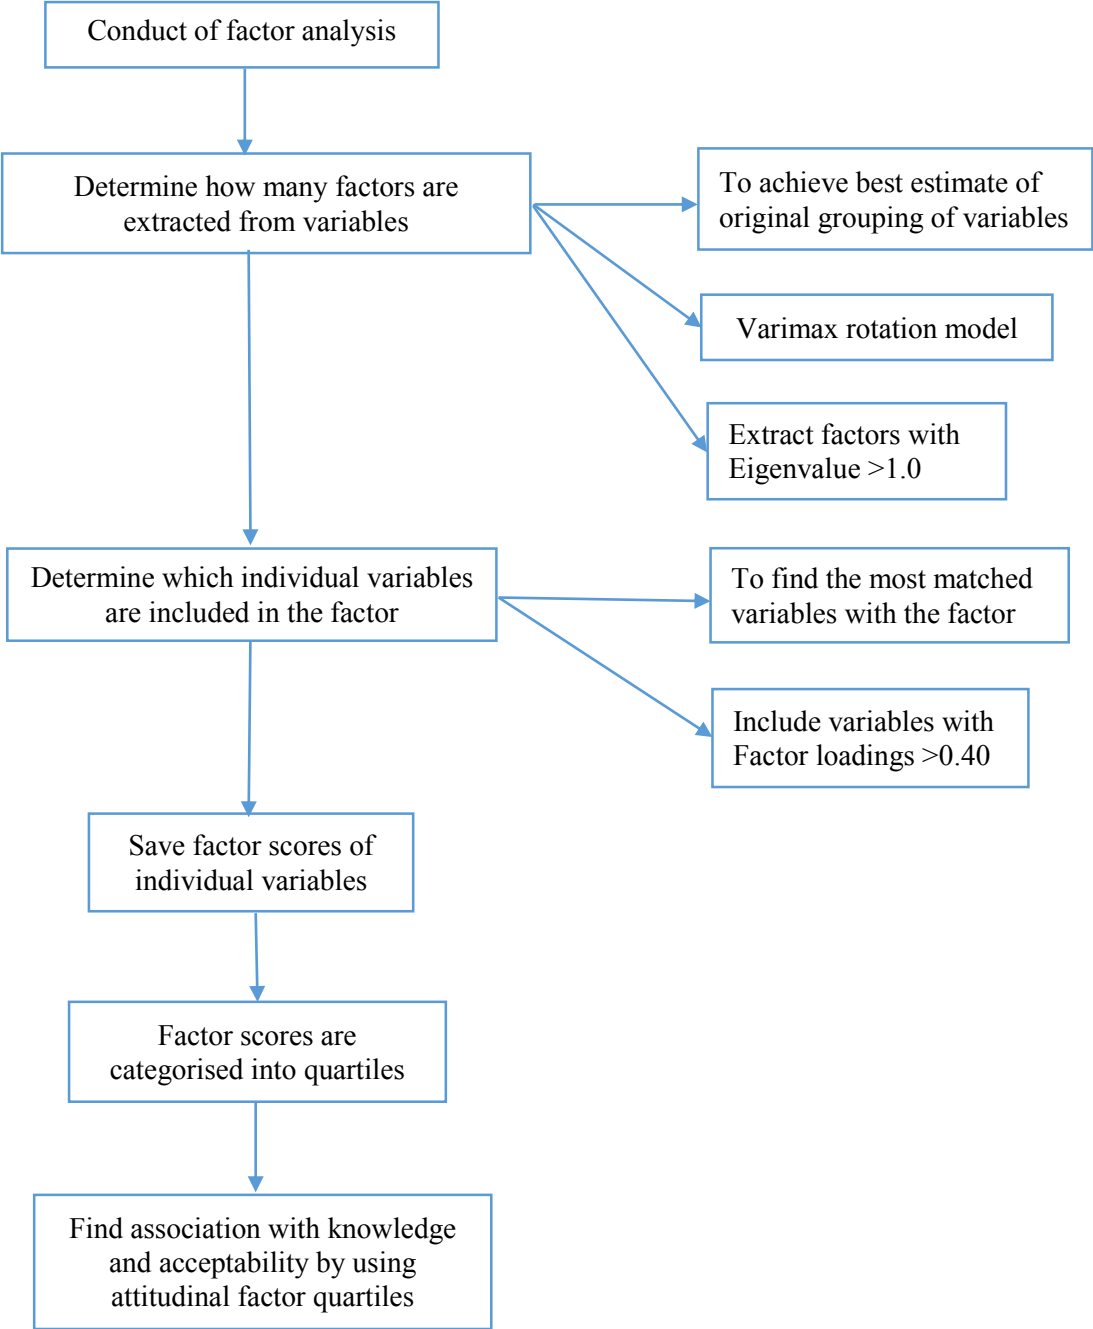 Conduct of factor analysis
Determine how many factors are
extracted from variables
To achieve best estimate of
original grouping of variables
Varimax rotation model
Extract factors with
Eigenvalue >1.0
Determine which individual variables
are included in the factor
To find the most matched
variables with the factor
Include variables with
Factor loadings >0.40
Save factor scores of
individual variables
Factor scores are
categorised into quartiles
Find association with knowledge
and acceptability by using
attitudinal factor quartiles